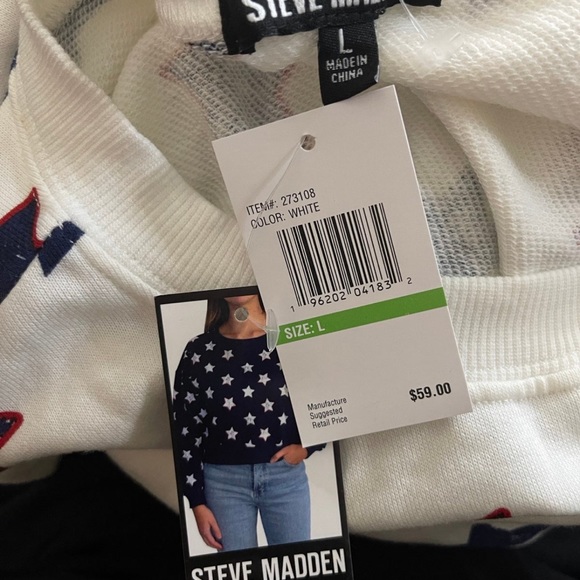 STEVE
L
MADE IN
CHINA
ITEM#: 273108
COLOR: WHITE
1 96202 04183 2
SIZE: L
Manufacture
Suggested
Retail Price
$59.00
STEVE MADDEN